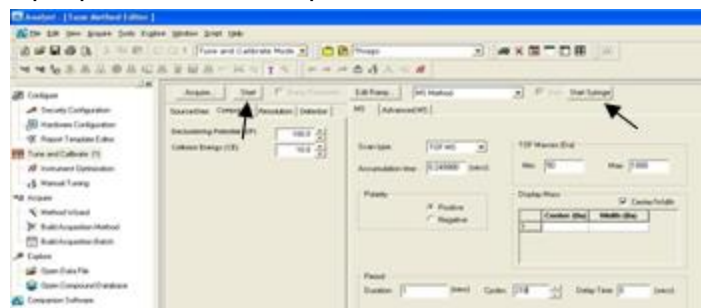 Analyst - [Tune Method Editor]
File Edit View Acquire Tools Explore Window Script Help
Tune and Calibrate Mode
Acquire Start Edit Ramp... MS Method Start Syringe
Configure
Security Configuration
Hardware Configuration
Report Template Editor
Tune and Calibrate (1)
Instrument Optimization
Manual Tuning
Acquire
Method Wizard
Build Acquisition Method
Build Acquisition Batch
Explore
Open Data File
Open Compound Database
Companion Software
Source/Gas Compound Resolution Detector
Declustering Potential (DP) 100.0
Collision Energy (CE) 10.0
MS Advanced MS
Scan type: TOF MS
Accumulation time (secs)
Polarity
Positive
Negative
TOF Masses (Da)
Min: Max:
Display Mass
Center/Width
Center (Da) Width (Da)
1
Period
Duration: (mins) Cycles: Delay Time: 0 (secs)